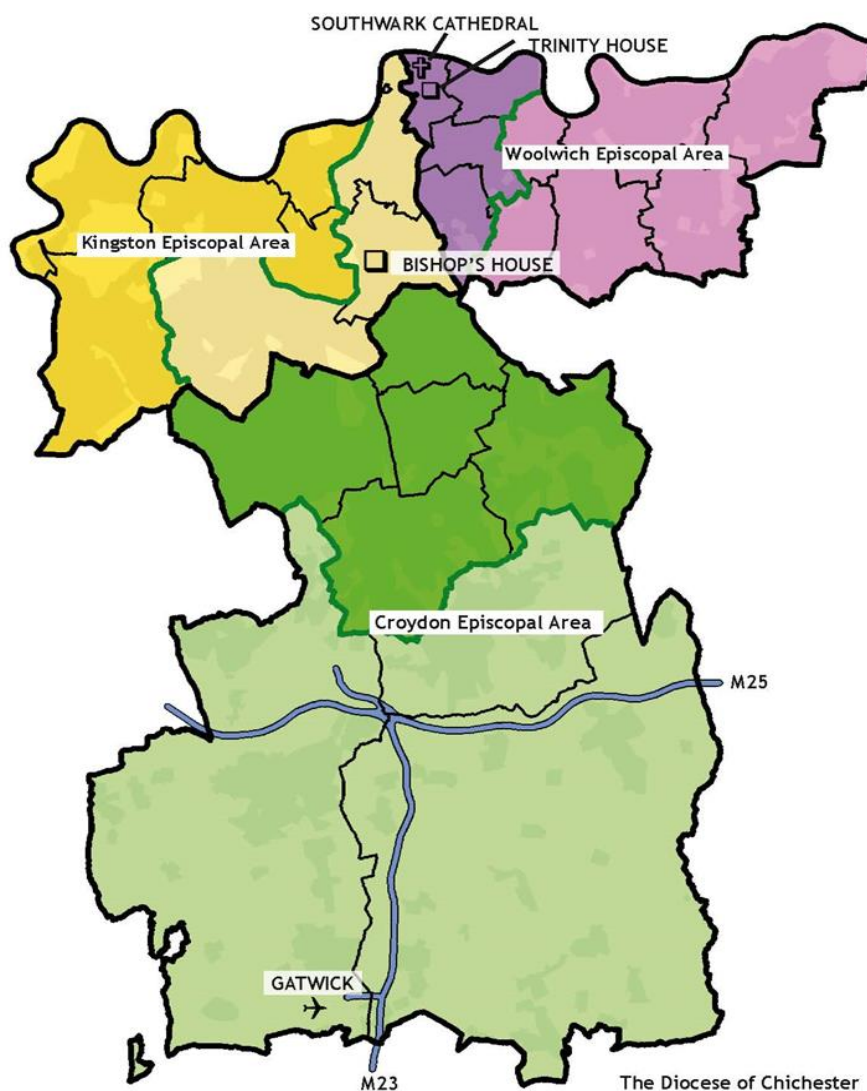 SOUTHWARK CATHEDRAL
TRINITY HOUSE
Woolwich Episcopal Area
Kingston Episcopal Area
BISHOP'S HOUSE
Croydon Episcopal Area
M25
GATWICK
M23
The Diocese of Chichester